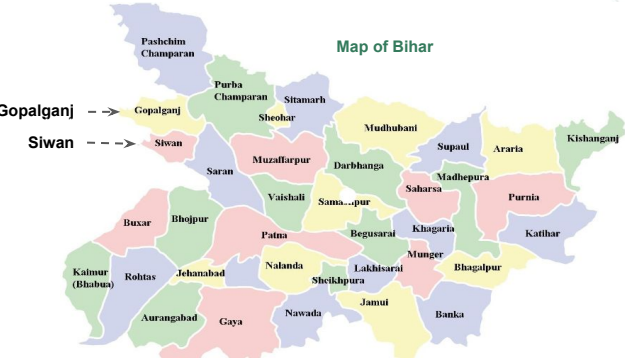 Map of Bihar
Pashchim
Champaran
Purba
Champaran
Sitamarh
Gopalganj
Gopalganj
Sheohar
Mudhubani
Siwan
Siwan
Saran
Muzaffarpur
Darbhanga
Supaul
Araria
Kishanganj
Madhepura
Saharsa
Purnia
Vaishali
Buxar
Bhojpur
Patna
Begusarai
Khagaria
Katihar
Munger
Kaimur
(Bhabua)
Rohtas
Jehanabad
Nalanda
Sheikhpura
Lakhisarai
Bhagalpur
Aurangabad
Gaya
Nawada
Jamui
Banka